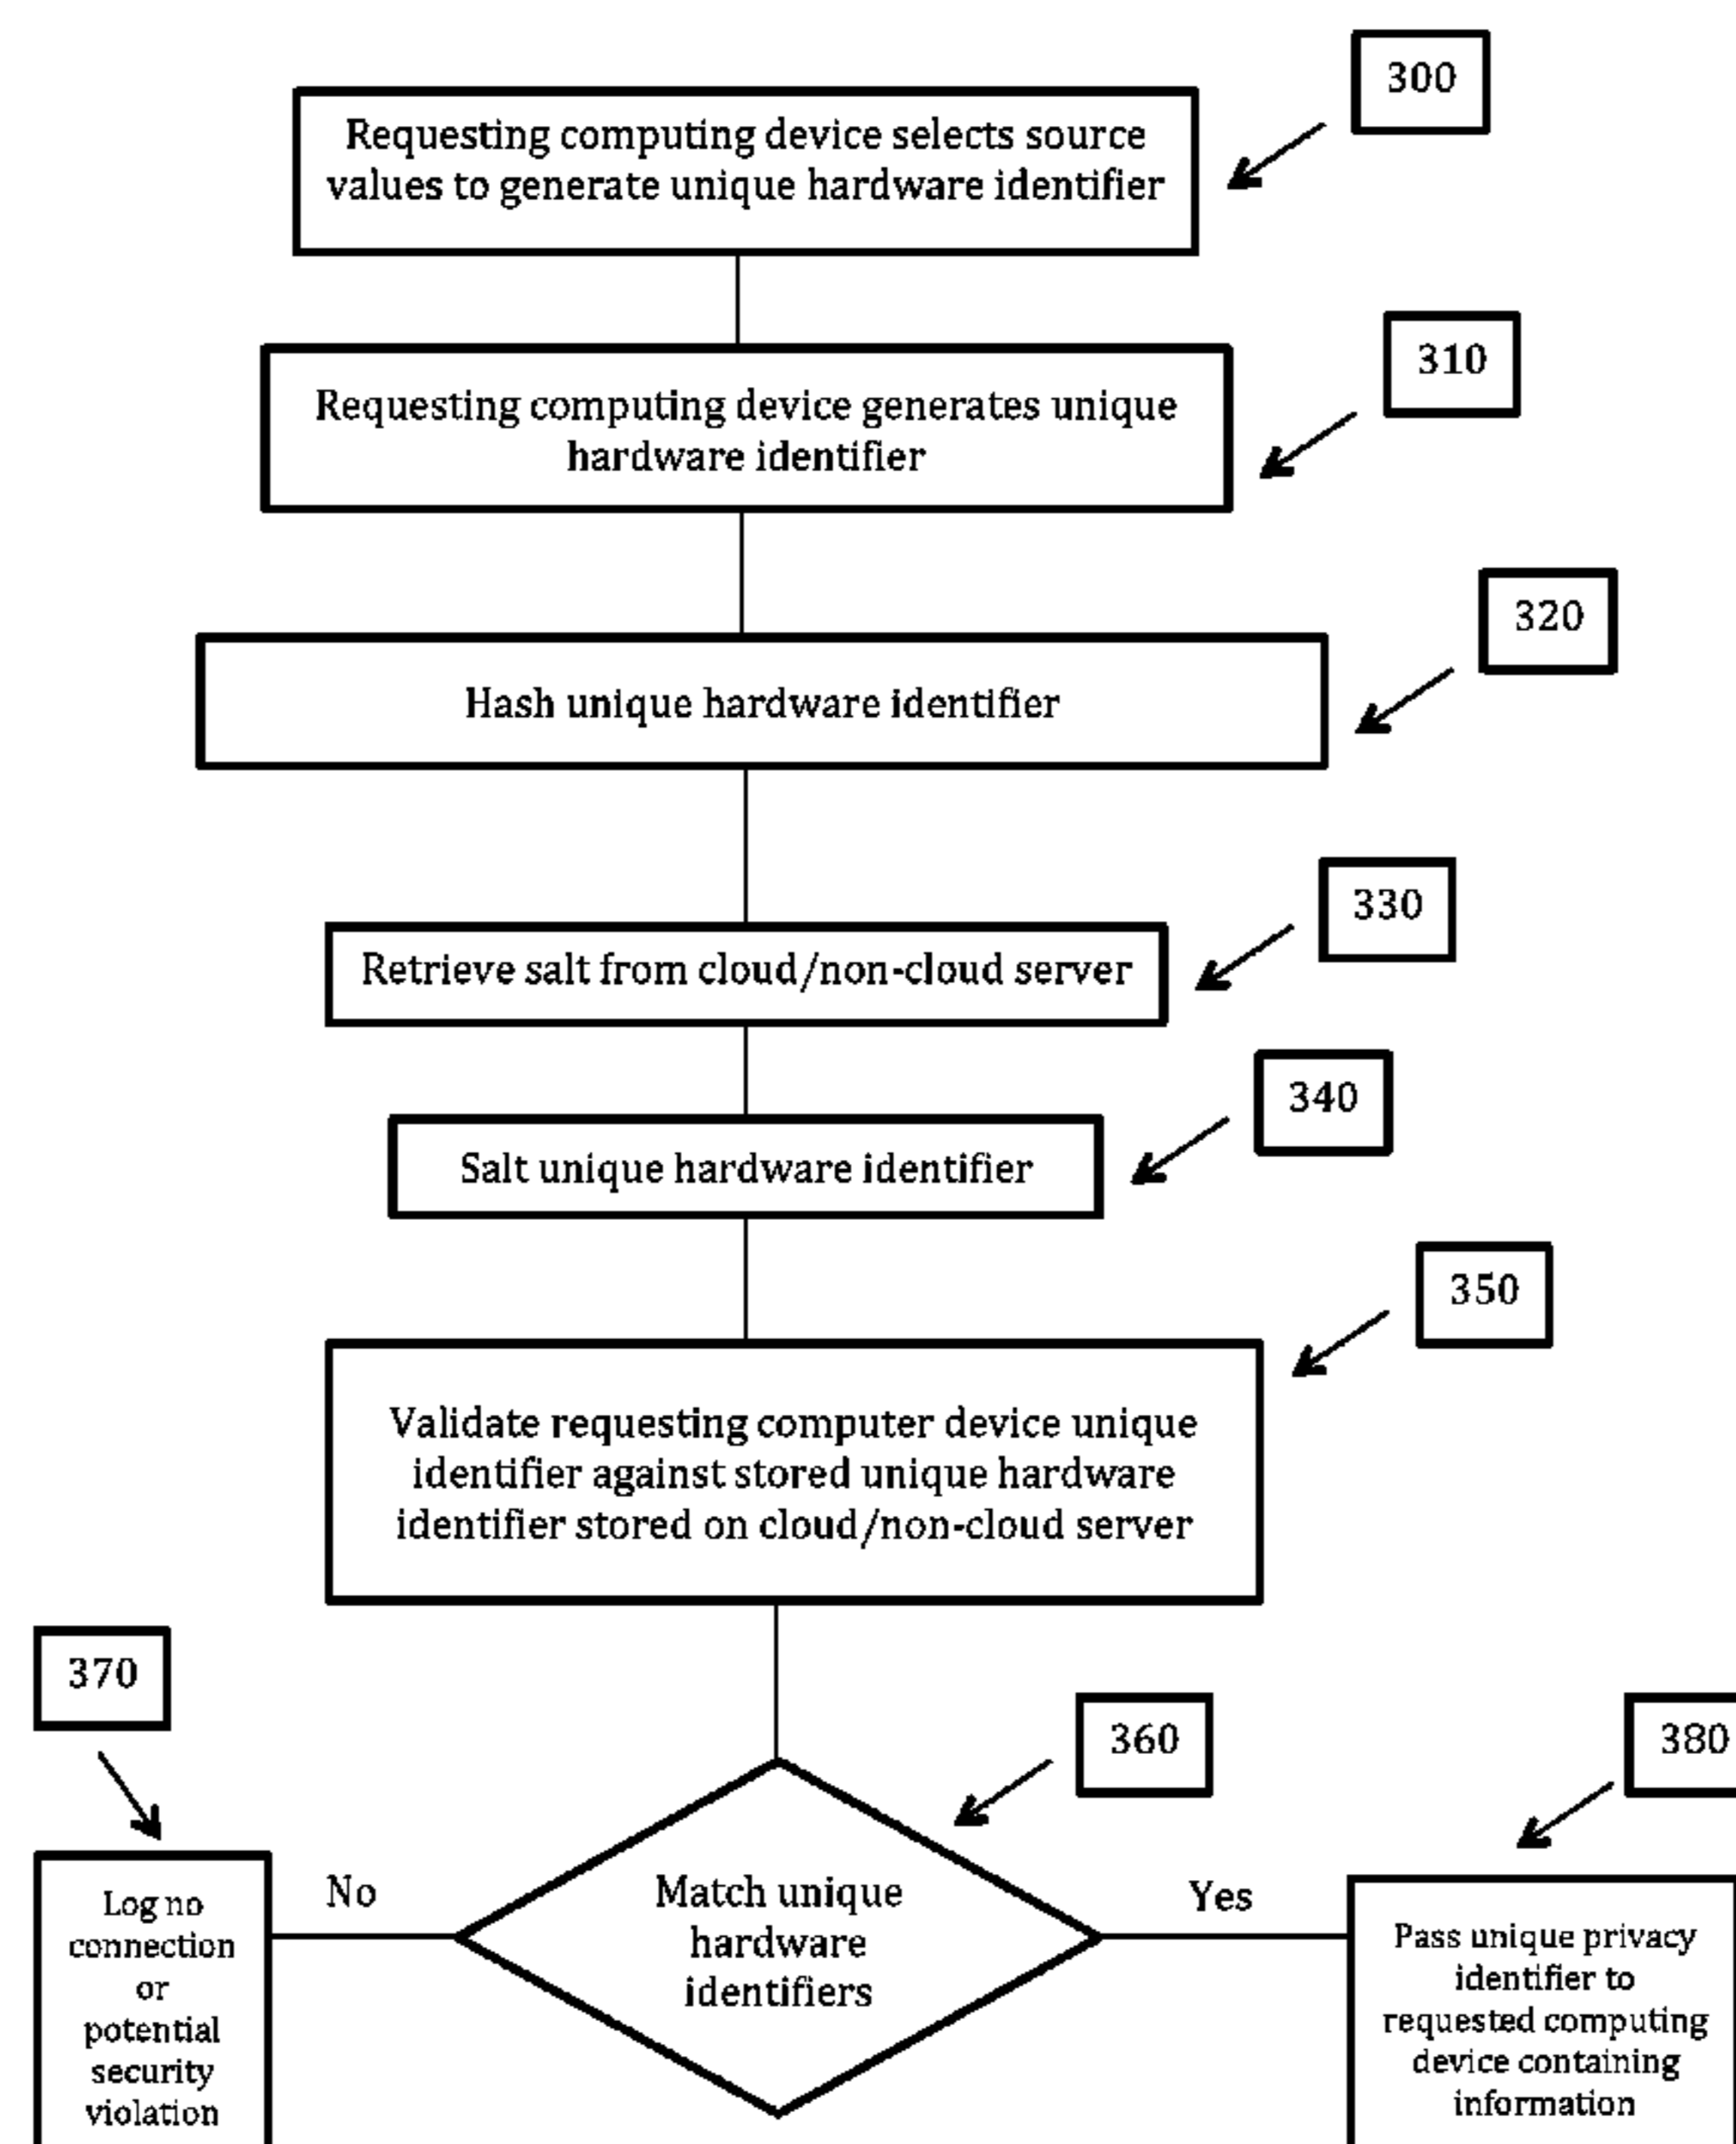 300
Requesting computing device selects source
values to generate unique hardware identifier
310
Requesting computing device generates unique
hardware identifier
320
Hash unique hardware identifier
330
Retrieve salt from cloud/non-cloud server
340
Salt unique hardware identifier
350
Validate requesting computer device unique
identifier against stored unique hardware
identifier stored on cloud/non-cloud server
370
360
380
No
Match unique
hardware
identifiers
Yes
Log no
connection
or
potential
security
violation
Pass unique privacy
identifier to
requested computing
device containing
information